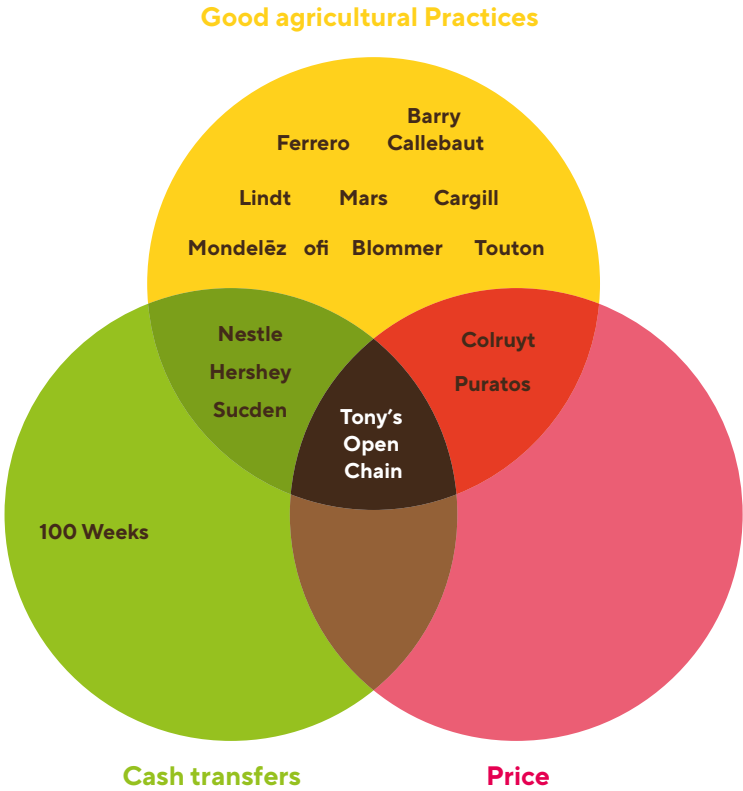 Good agricultural Practices
Barry
Ferrero Callebaut
Lindt Mars Cargill
Mondelēz ofi Blommer Touton
Nestle
Hershey
Sucden
Colruyt
Puratos
Tony's
Open
Chain
100 Weeks
Cash transfers
Price